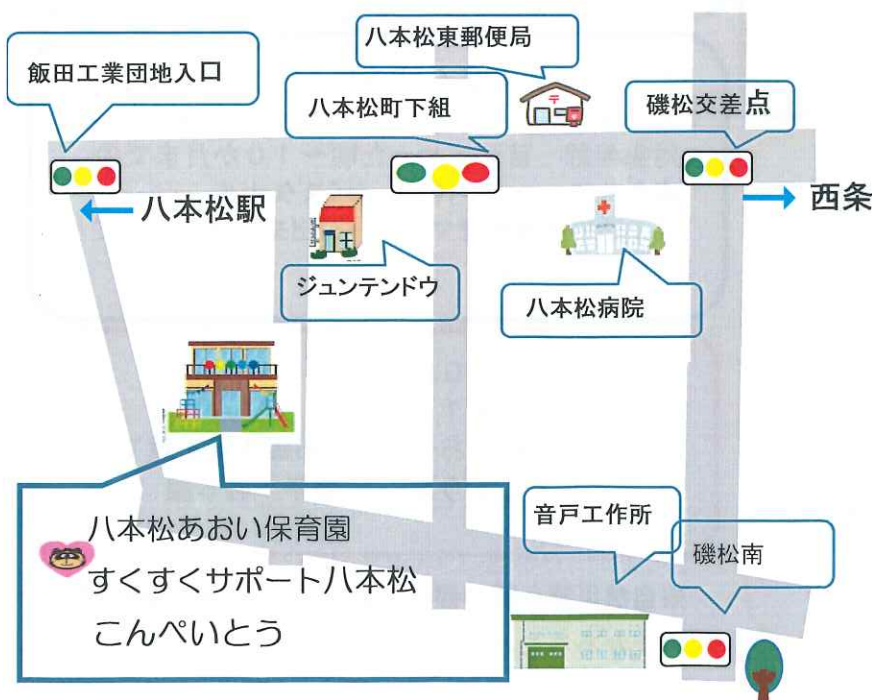 八本松東郵便局
飯田工業団地入口
八本松町下組
磯松交差点
八本松駅
西条
ジュンテンドウ
八本松病院
八本松あおい保育園
すくすくサポート八本松
こんぺいとう
音戸工作所
磯松南